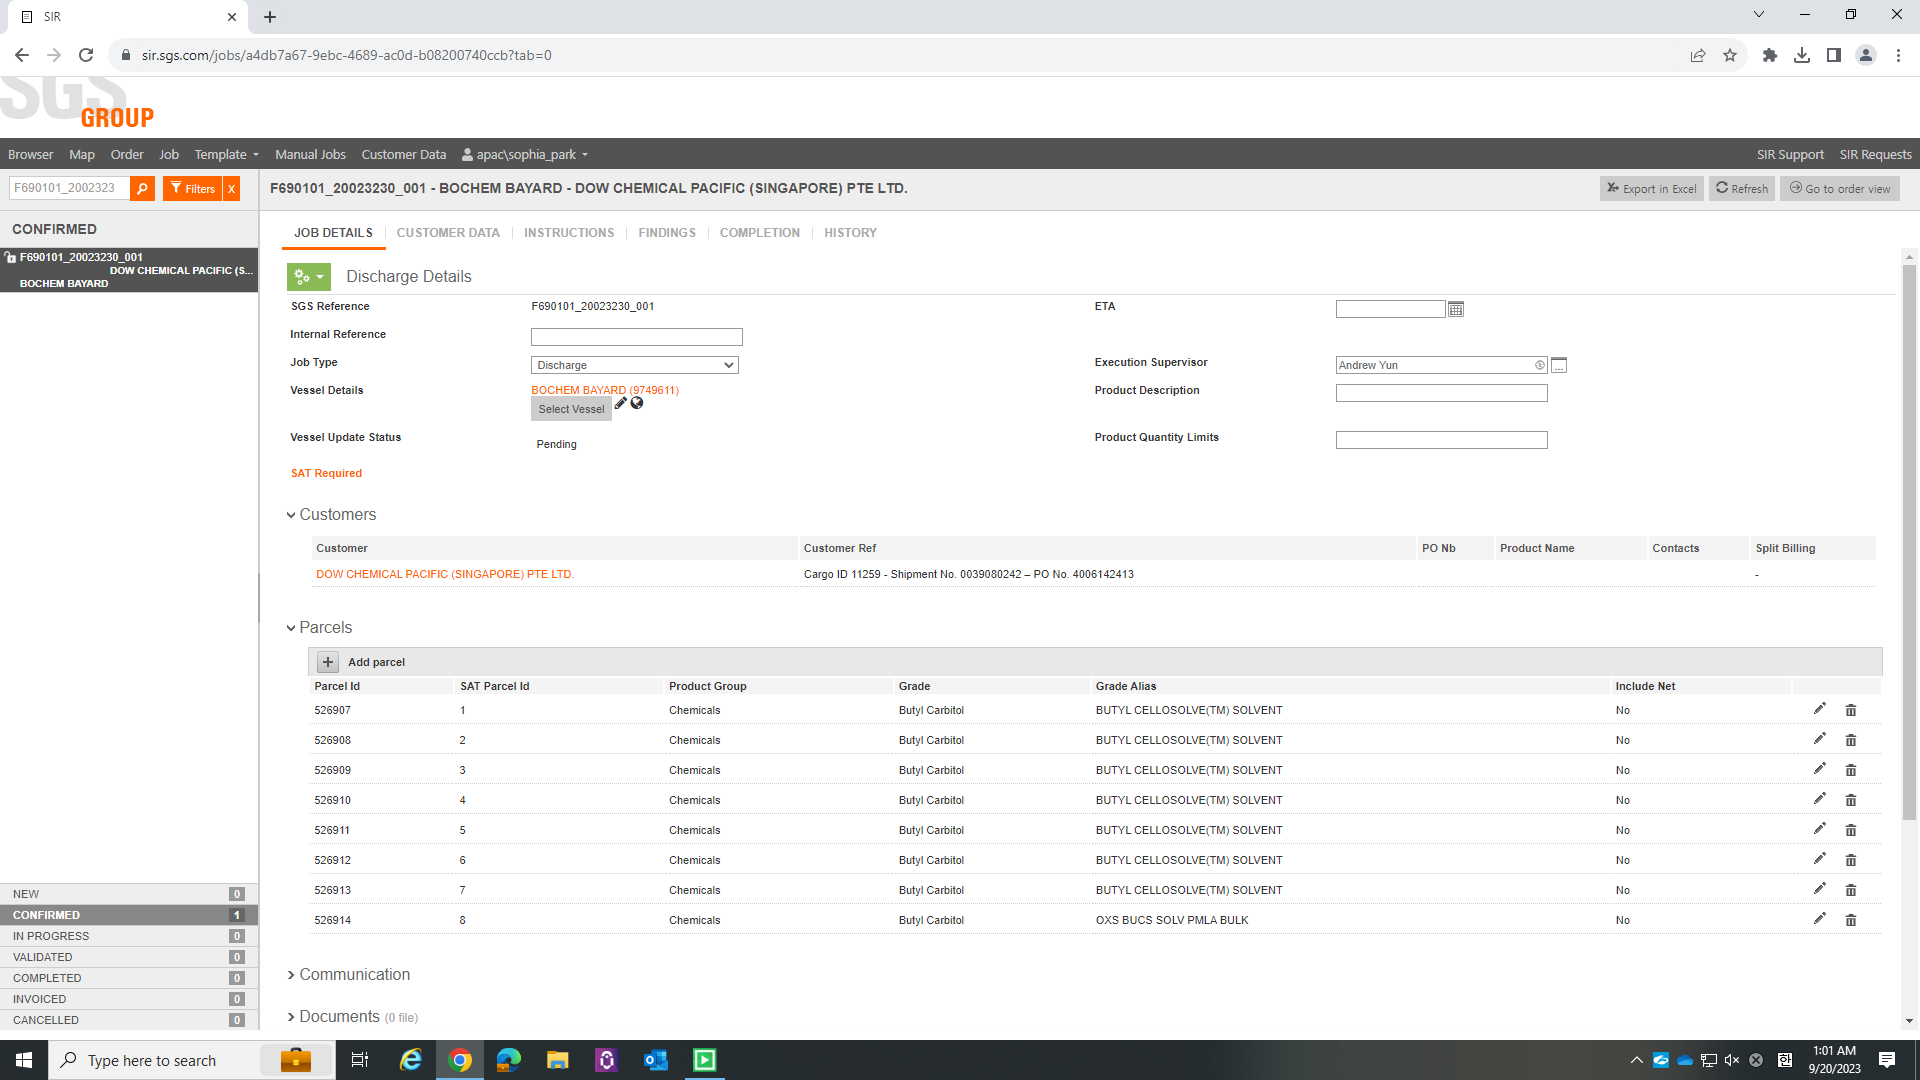 SIR
sir.sgs.com/jobs/a4db7a67-9ebc-4689-ac0d-b08200740ccb?tab=0
SGS
GROUP
Browser Map Order Job Template Manual Jobs Customer Data apac\sophia_park SIR Support SIR Requests
F690101_2002323 Filters X
F690101_20023230_001 - BOCHEM BAYARD - DOW CHEMICAL PACIFIC (SINGAPORE) PTE LTD.
Export in Excel Refresh Go to order view
CONFIRMED
F690101_20023230_001
DOW CHEMICAL PACIFIC (S...
BOCHEM BAYARD
JOB DETAILS CUSTOMER DATA INSTRUCTIONS FINDINGS COMPLETION HISTORY
Discharge Details
SGS Reference F690101_20023230_001 ETA
Internal Reference
Job Type Discharge Execution Supervisor Andrew Yun ...
Vessel Details BOCHEM BAYARD (9749611) Product Description
Select Vessel
Vessel Update Status Pending Product Quantity Limits
SAT Required
Customers
Customer Customer Ref PO Nb Product Name Contacts Split Billing
DOW CHEMICAL PACIFIC (SINGAPORE) PTE LTD. Cargo ID 11259 - Shipment No. 0039080242 – PO No. 4006142413 -
Parcels
+ Add parcel
Parcel Id SAT Parcel Id Product Group Grade Grade Alias Include Net
526907 1 Chemicals Butyl Carbitol BUTYL CELLOSOLVE(TM) SOLVENT No
526908 2 Chemicals Butyl Carbitol BUTYL CELLOSOLVE(TM) SOLVENT No
526909 3 Chemicals Butyl Carbitol BUTYL CELLOSOLVE(TM) SOLVENT No
526910 4 Chemicals Butyl Carbitol BUTYL CELLOSOLVE(TM) SOLVENT No
526911 5 Chemicals Butyl Carbitol BUTYL CELLOSOLVE(TM) SOLVENT No
526912 6 Chemicals Butyl Carbitol BUTYL CELLOSOLVE(TM) SOLVENT No
526913 7 Chemicals Butyl Carbitol BUTYL CELLOSOLVE(TM) SOLVENT No
526914 8 Chemicals Butyl Carbitol OXS BUCS SOLV PMLA BULK No
Communication
Documents (0 file)
NEW 0
CONFIRMED 1
IN PROGRESS 0
VALIDATED 0
COMPLETED 0
INVOICED 0
CANCELLED 0
Type here to search
한
1:01 AM
9/20/2023